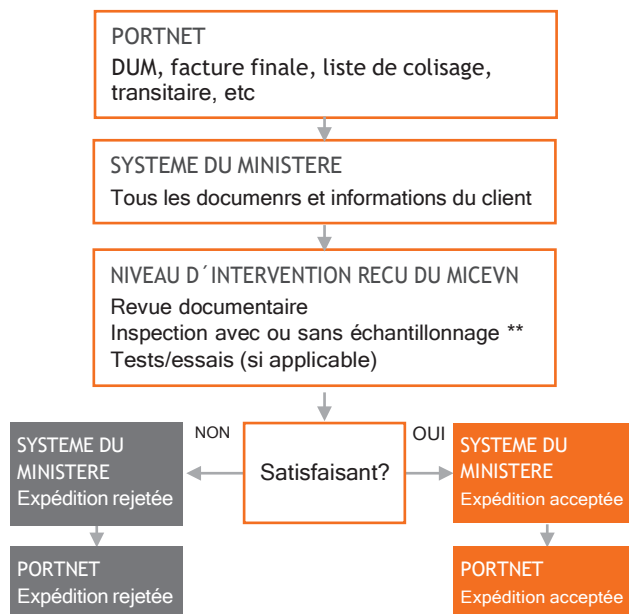 PORTNET
DUM, facture finale, liste de colisage,
transitaire, etc
SYSTEME DU MINISTERE
Tous les documenrs et informations du client
NIVEAU D´INTERVENTION RECU DU MICEVN
Revue documentaire
Inspection avec ou sans échantillonnage **
Tests/essais (si applicable)
NON
Satisfaisant?
OUI
SYSTEME DU
MINISTERE
Expédition rejetée
SYSTEME DU
MINISTERE
Expédition acceptée
PORTNET
Expédition rejetée
PORTNET
Expédition acceptée